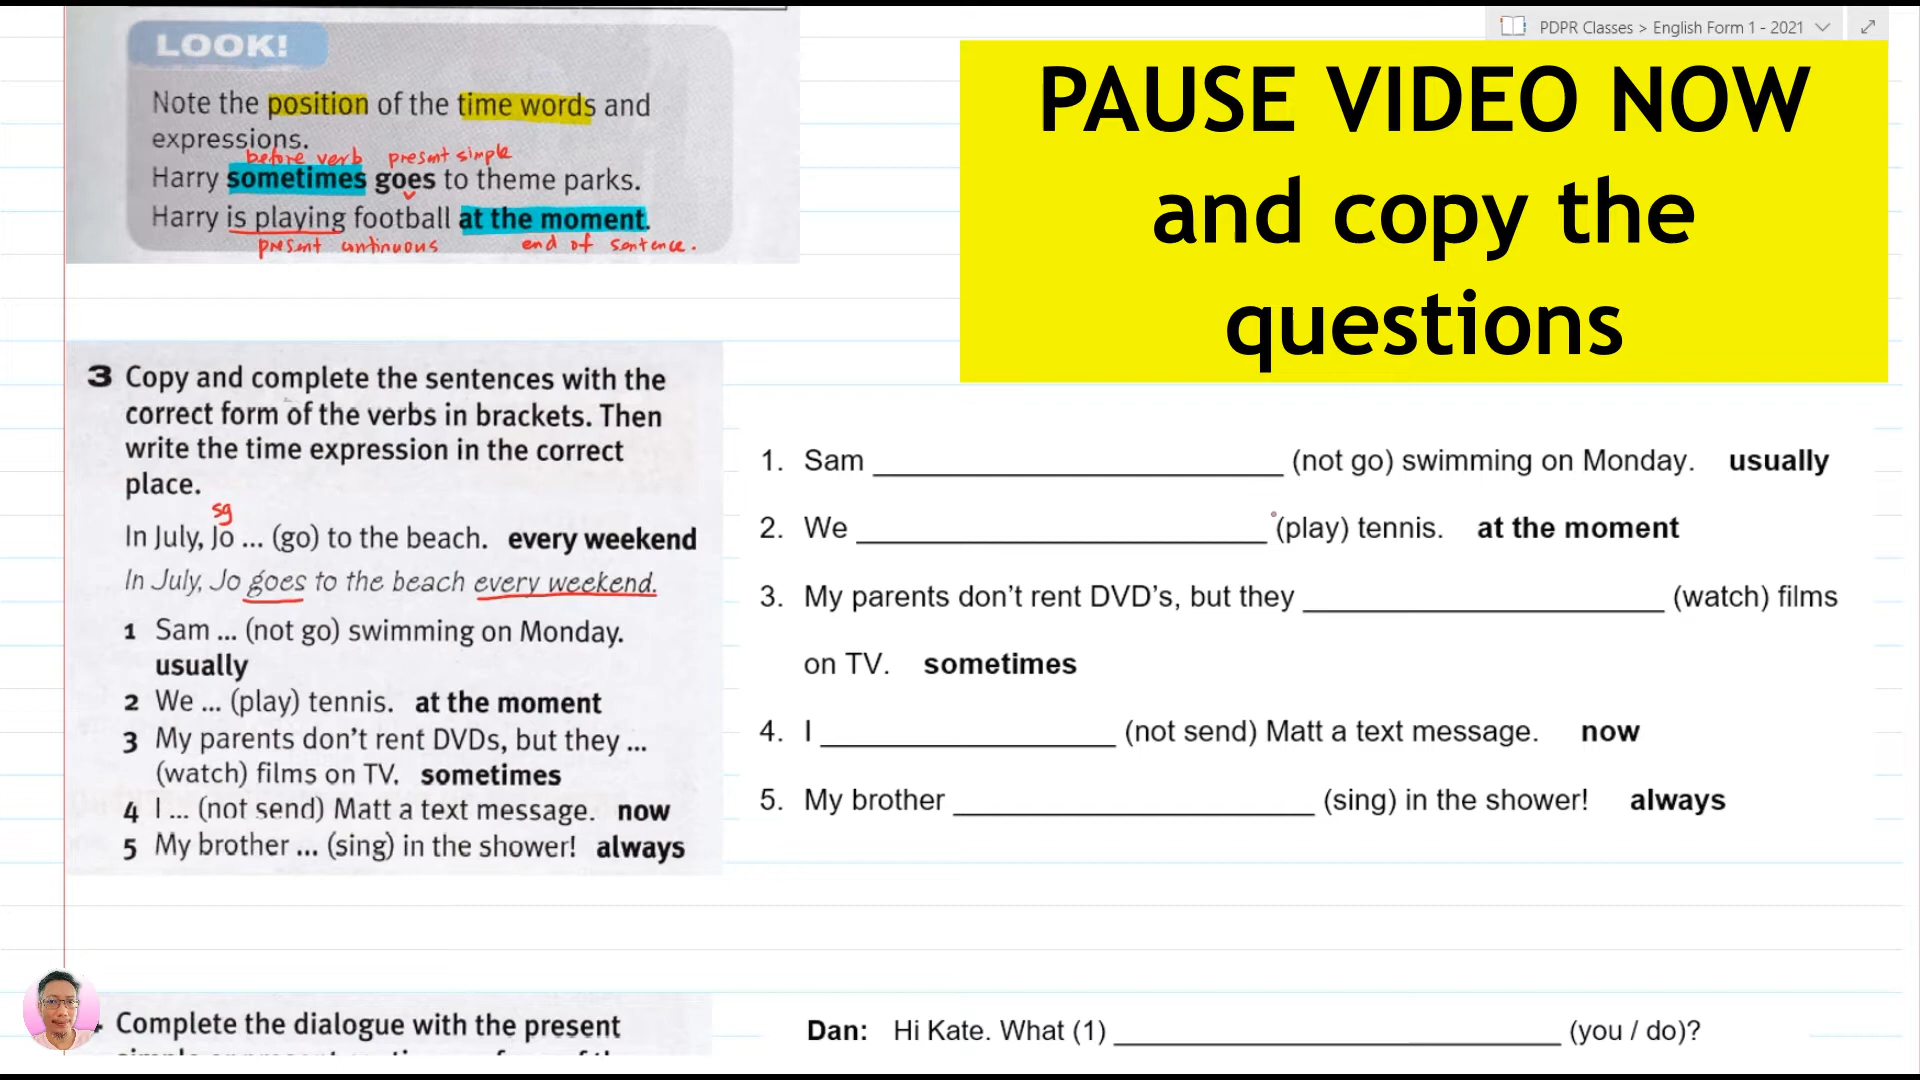 PDPR Classes > English Form 1 - 2021
LOOK!
Note the position of the time words and
expressions.
before verb present simple
Harry sometimes goes to theme parks.
Harry is playing football at the moment.
present continuous end of sentence.
PAUSE VIDEO NOW
and copy the
questions
3 Copy and complete the sentences with the
correct form of the verbs in brackets. Then
write the time expression in the correct
place.
sg
In July, Jo ... (go) to the beach. every weekend
In July, Jo goes to the beach every weekend.
1 Sam ... (not go) swimming on Monday.
usually
2 We ... (play) tennis. at the moment
3 My parents don't rent DVDs, but they ...
(watch) films on TV. sometimes
4 I ... (not send) Matt a text message. now
5 My brother ... (sing) in the shower! always
1. Sam ____________________ (not go) swimming on Monday. usually
2. We ____________________ (play) tennis. at the moment
3. My parents don't rent DVD's, but they ____________________ (watch) films
on TV. sometimes
4. I ____________________ (not send) Matt a text message. now
5. My brother ____________________ (sing) in the shower! always
Complete the dialogue with the present
Dan: Hi Kate. What (1) ____________________ (you / do)?